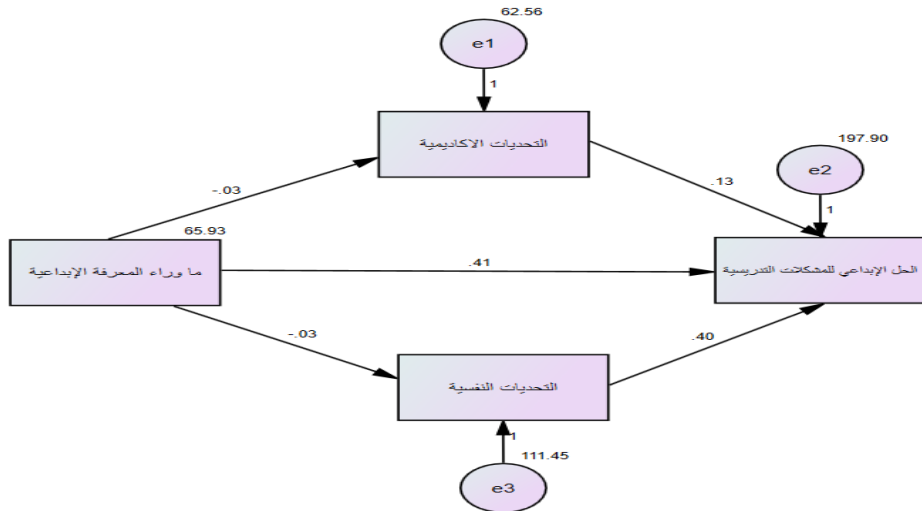 62.56
e1
1
التحديات الاكاديمية
197.90
e2
1
-.03
.13
65.93
ما وراء المعرفة الإبداعية
.41
الحل الإبداعي للمشكلات التدريسية
-.03
.40
التحديات النفسية
1
111.45
e3